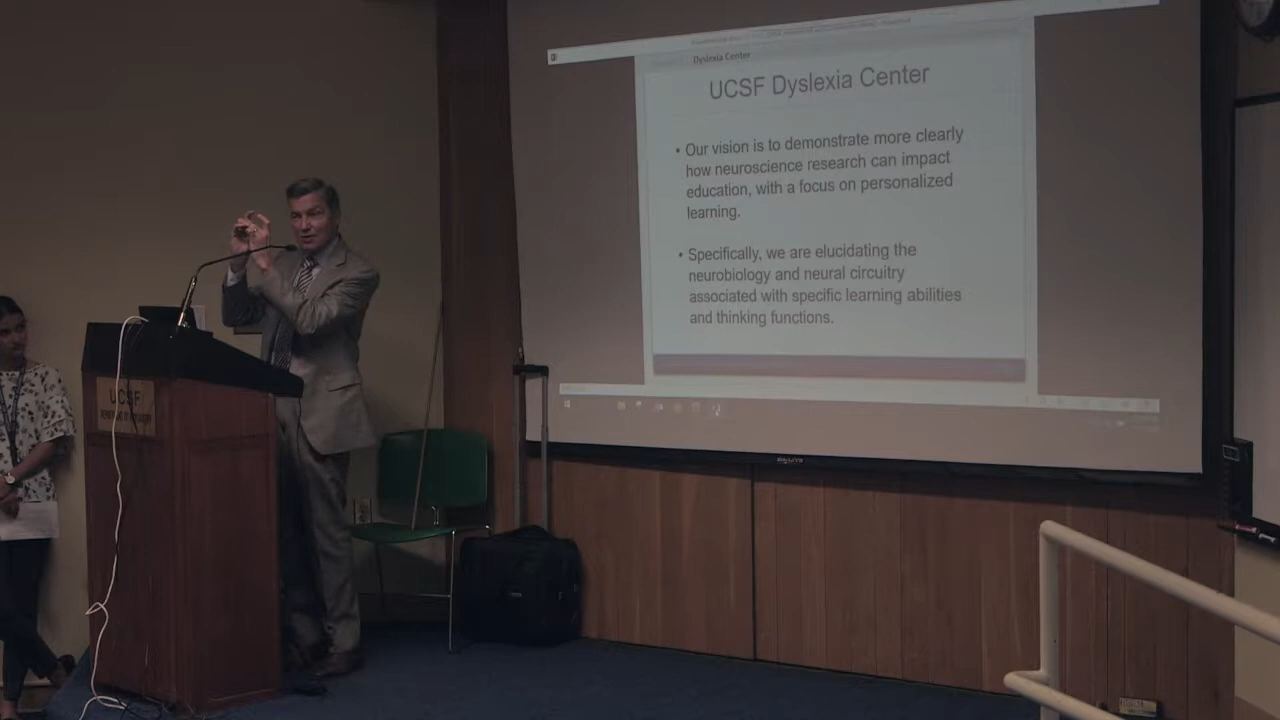 Dyslexia Center
UCSF Dyslexia Center
• Our vision is to demonstrate more clearly
how neuroscience research can impact
education, with a focus on personalized
learning.
• Specifically, we are elucidating the
neurobiology and neural circuitry
associated with specific learning abilities
and thinking functions.
UCSF